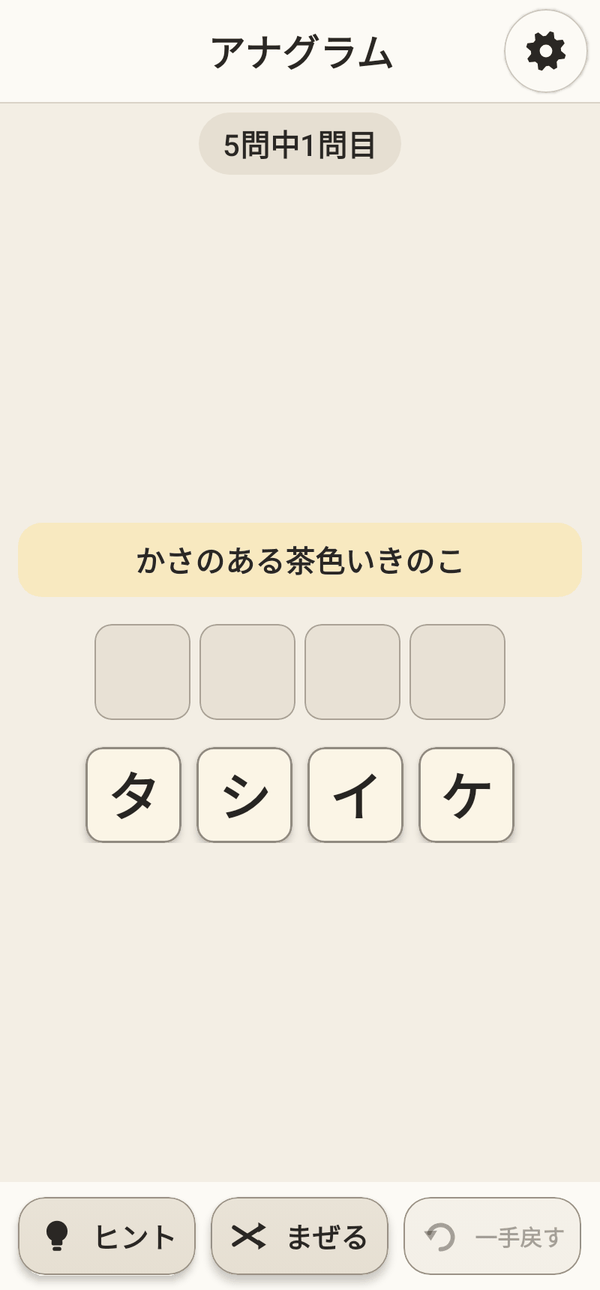 アナグラム
5問中1問目
かさのある茶色いきのこ
タ シ イ ケ
ヒント まぜる 一手戻す